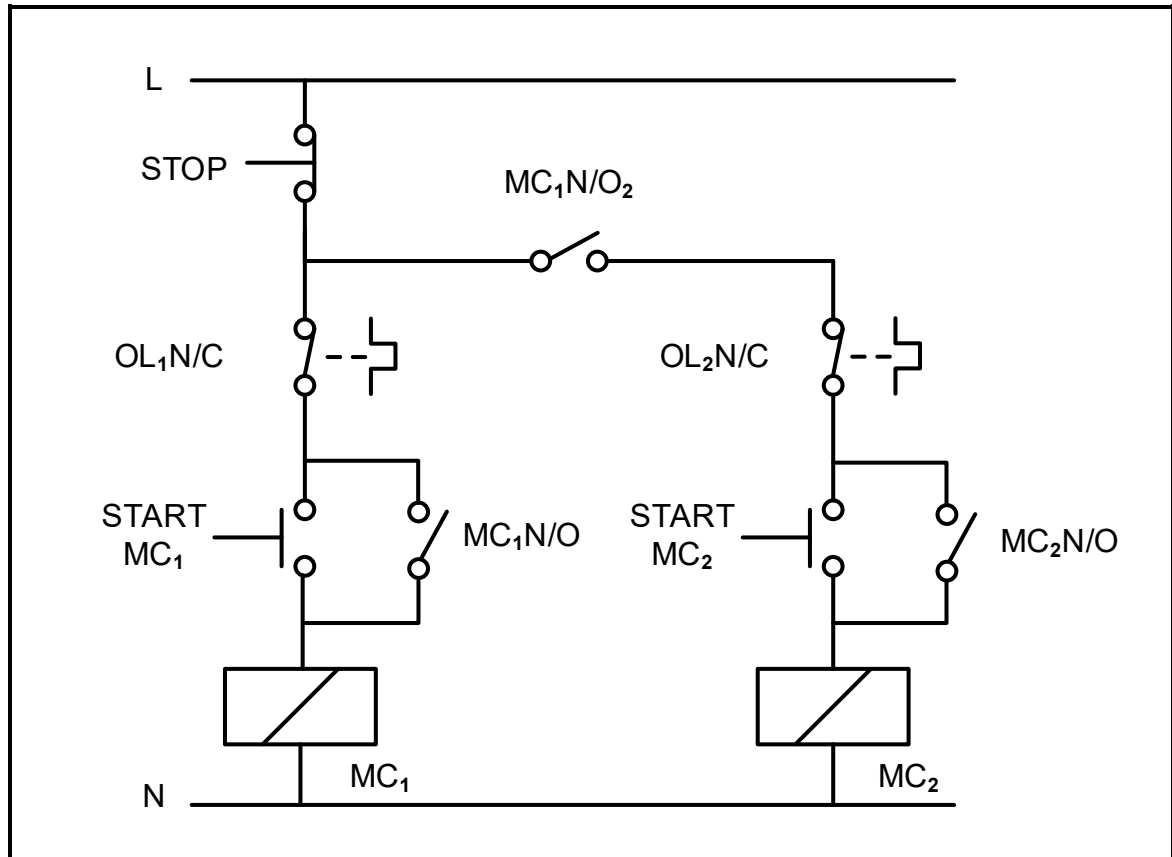 L
STOP
MC₁N/O₂
OL₁N/C
OL₂N/C
START
MC₁
MC₁N/O
START
MC₂
MC₂N/O
MC₁
MC₂
N